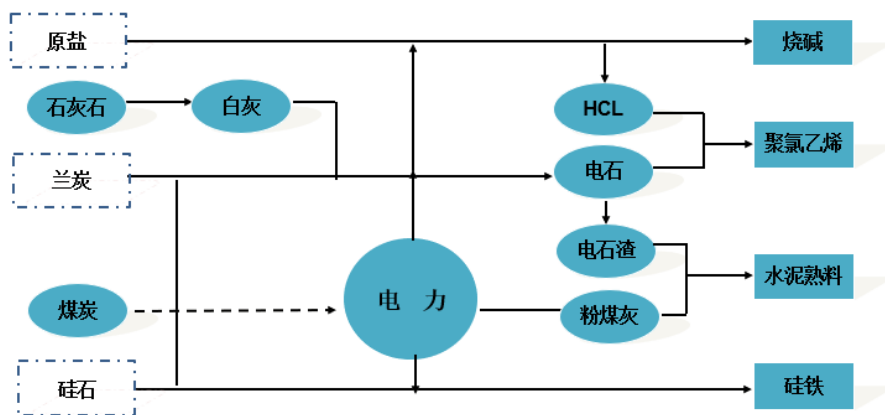 原盐
烧碱
石灰石
白灰
HCL
聚氯乙烯
兰炭
电石
电石渣
水泥熟料
煤炭
电 力
粉煤灰
硅石
硅铁